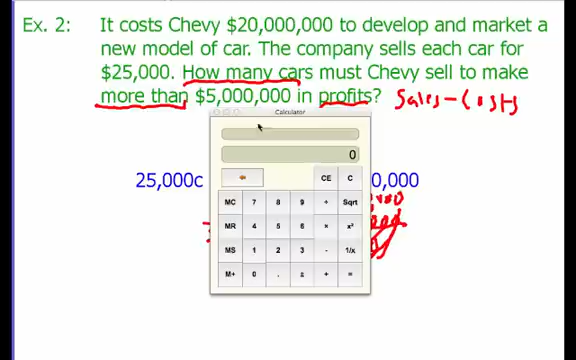 Ex. 2: It costs Chevy $20,000,000 to develop and market a
new model of car. The company sells each car for
$25,000. How many cars must Chevy sell to make
more than $5,000,000 in profits? Sales - Costs
Calculator
0
25,000c 0,000
CE C
MC 7 8 9 ÷ Sqrt
MR 4 5 6 × x²
MS 1 2 3 - 1/x
M+ 0 . ± + =